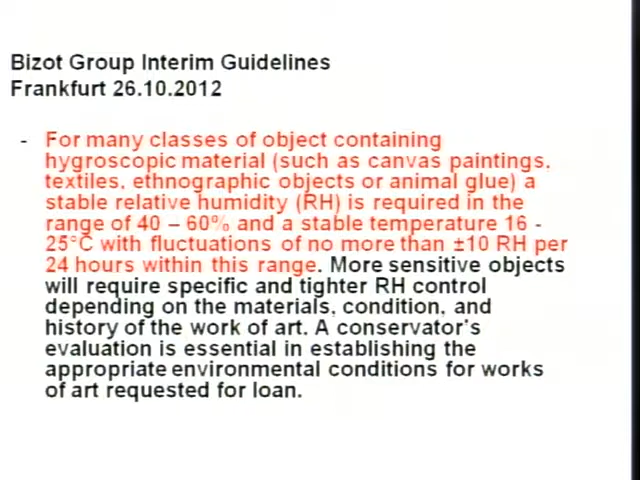 Bizot Group Interim Guidelines
Frankfurt 26.10.2012
- For many classes of object containing
hygroscopic material (such as canvas paintings,
textiles, ethnographic objects or animal glue) a
stable relative humidity (RH) is required in the
range of 40 – 60% and a stable temperature 16 -
25°C with fluctuations of no more than ±10 RH per
24 hours within this range. More sensitive objects
will require specific and tighter RH control
depending on the materials, condition, and
history of the work of art. A conservator's
evaluation is essential in establishing the
appropriate environmental conditions for works
of art requested for loan.